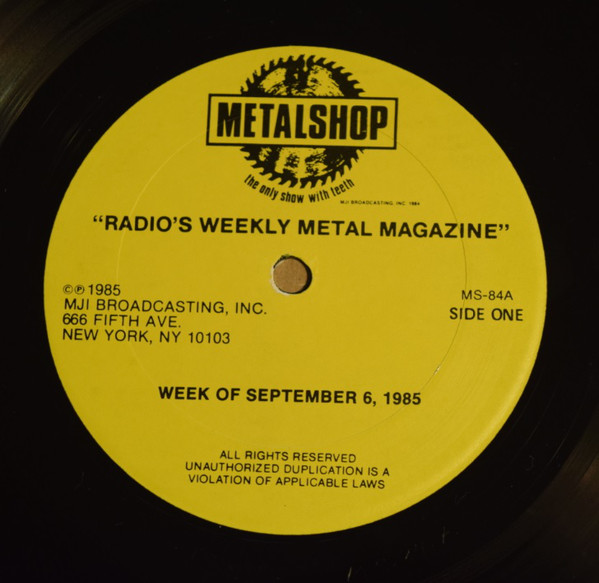 METALSHOP
the only show with teeth
MJI BROADCASTING, INC. 1984
"RADIO'S WEEKLY METAL MAGAZINE"
©℗ 1985
MJI BROADCASTING, INC.
666 FIFTH AVE.
NEW YORK, NY 10103
MS-84A
SIDE ONE
WEEK OF SEPTEMBER 6, 1985
ALL RIGHTS RESERVED
UNAUTHORIZED DUPLICATION IS A
VIOLATION OF APPLICABLE LAWS